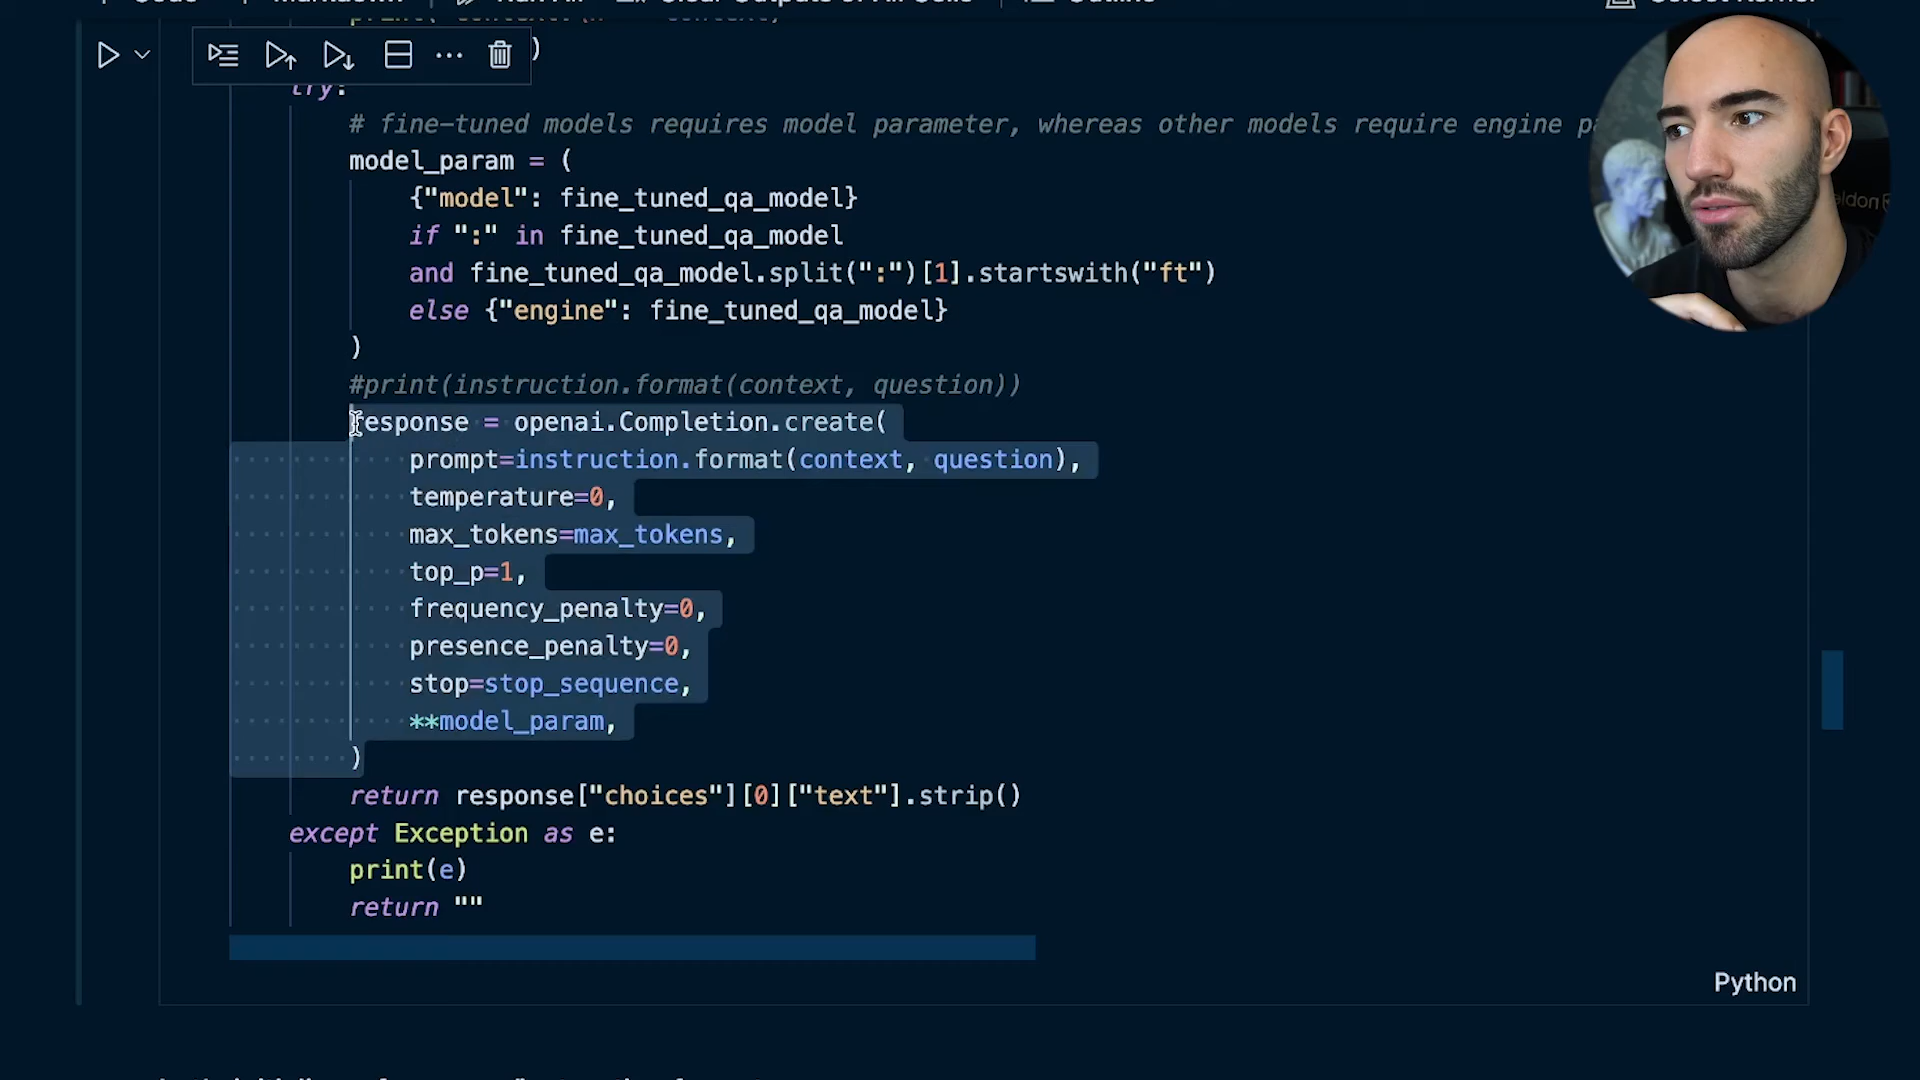 )
try:
# fine-tuned models requires model parameter, whereas other models require engine
model_param = (
{"model": fine_tuned_qa_model}
if ":" in fine_tuned_qa_model
and fine_tuned_qa_model.split(":")[1].startswith("ft")
else {"engine": fine_tuned_qa_model}
)
#print(instruction.format(context, question))
response = openai.Completion.create(
prompt=instruction.format(context, question),
temperature=0,
max_tokens=max_tokens,
top_p=1,
frequency_penalty=0,
presence_penalty=0,
stop=stop_sequence,
**model_param,
)
return response["choices"][0]["text"].strip()
except Exception as e:
print(e)
return ""
Python